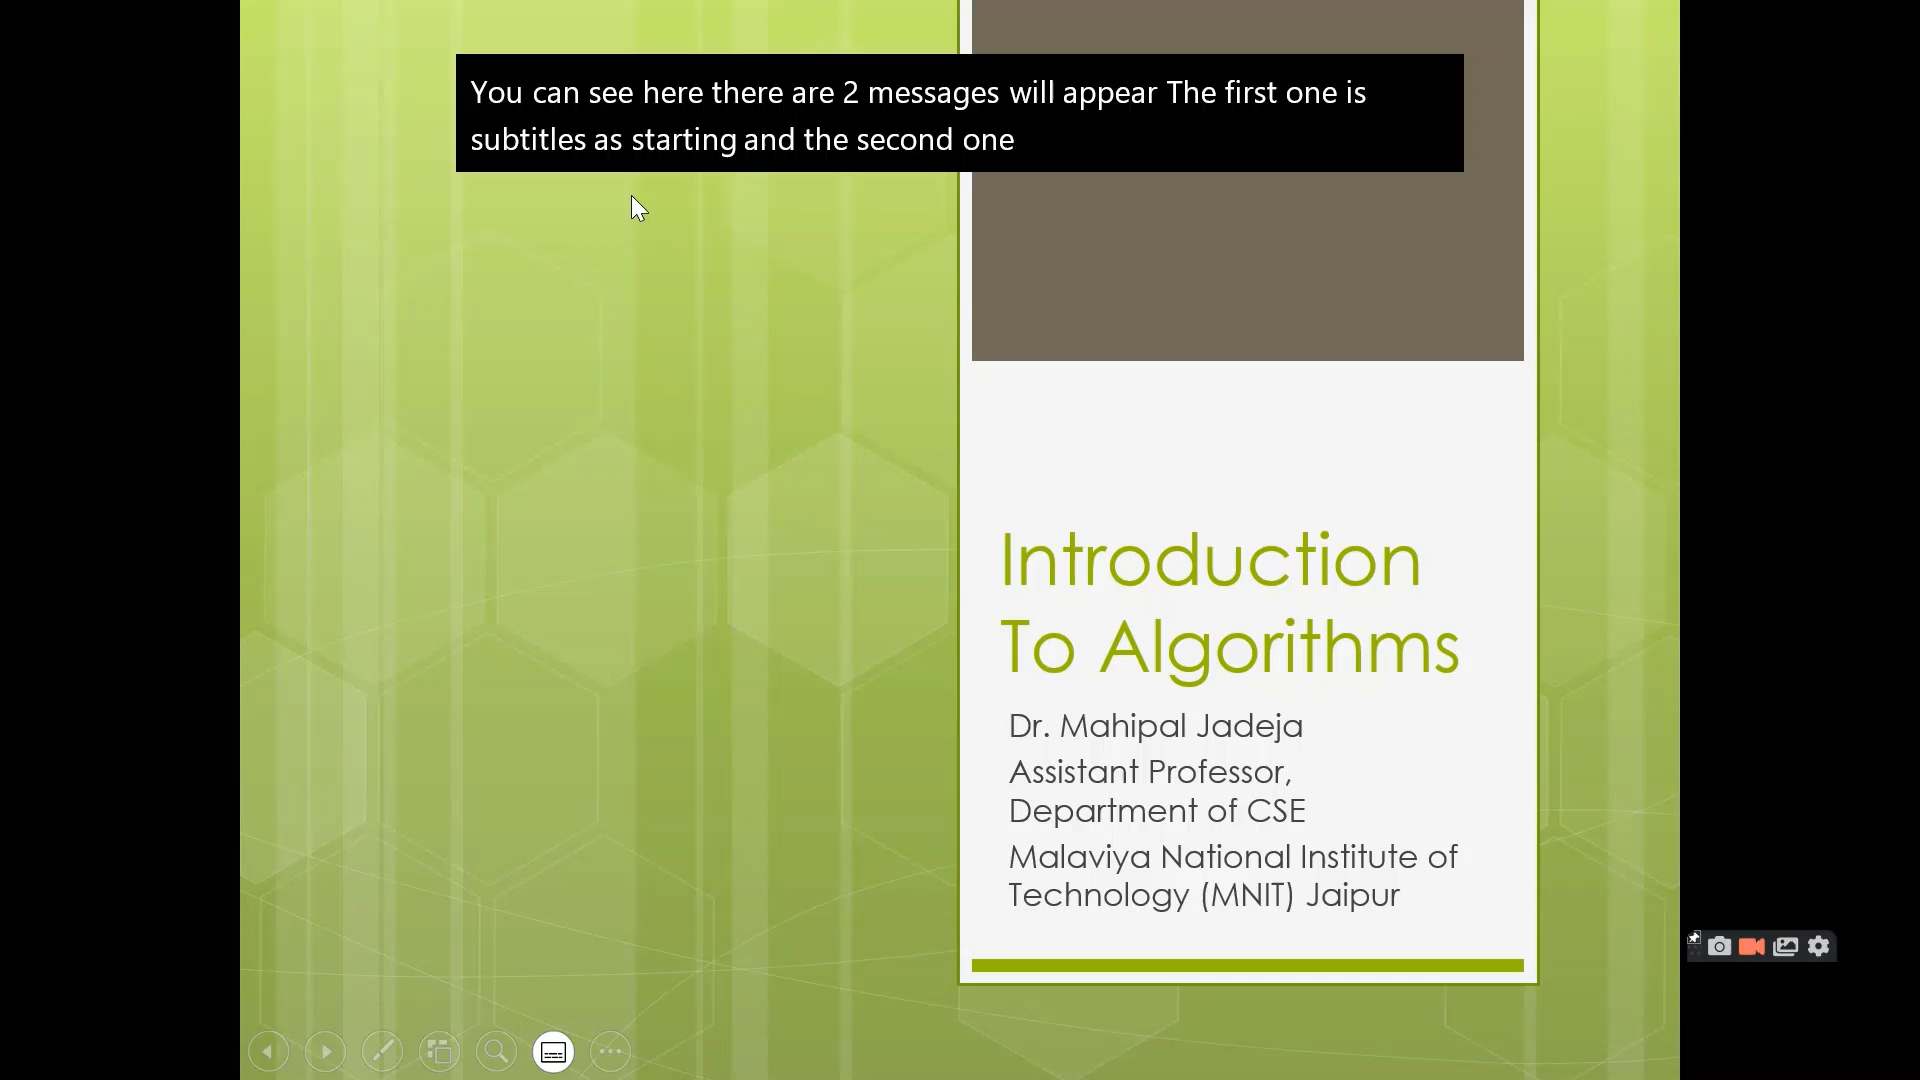 You can see here there are 2 messages will appear The first one is
subtitles as starting and the second one
Introduction
To Algorithms
Dr. Mahipal Jadeja
Assistant Professor,
Department of CSE
Malaviya National Institute of
Technology (MNIT) Jaipur